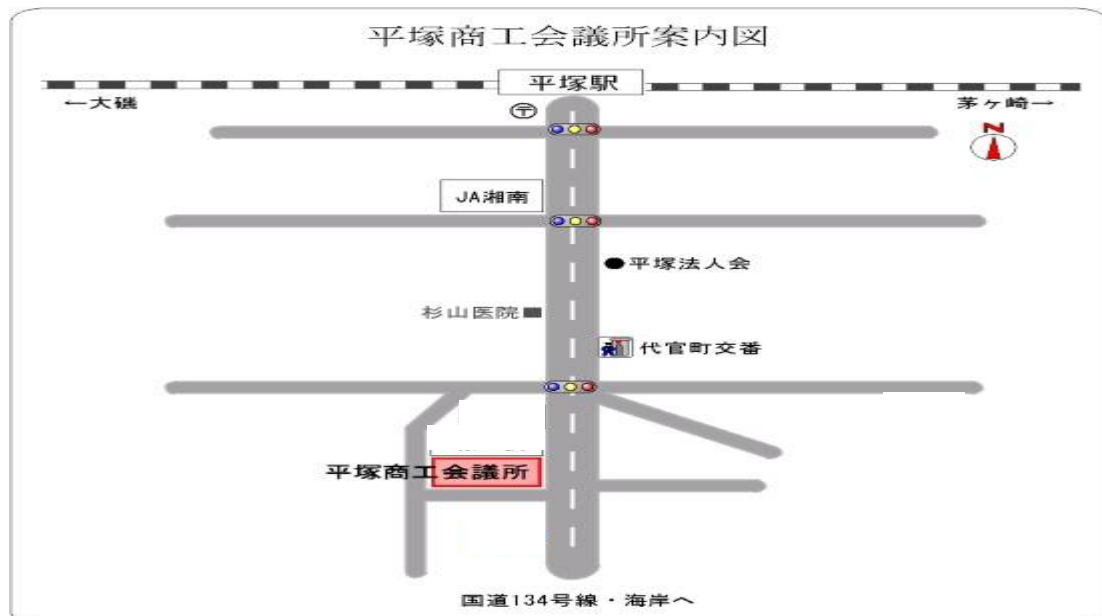 平塚商工会議所案内図
平塚駅
←大磯
茅ヶ崎→
〒
N
JA湘南
平塚法人会
杉山医院
代官町交番
平塚商工会議所
国道134号線・海岸へ